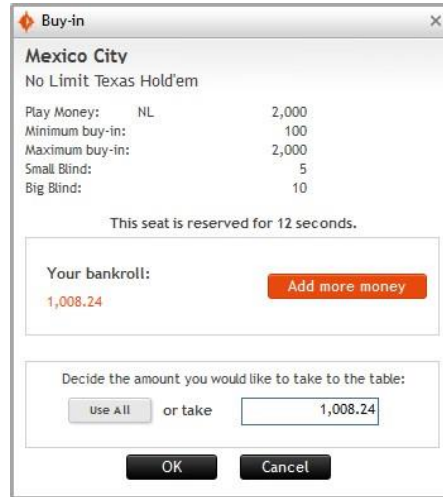 Buy-in
Mexico City
No Limit Texas Hold'em
Play Money: NL 2,000
Minimum buy-in: 100
Maximum buy-in: 2,000
Small Blind: 5
Big Blind: 10
This seat is reserved for 12 seconds.
Your bankroll:
Add more money
1,008.24
Decide the amount you would like to take to the table:
Use All or take 1,008.24
OK Cancel